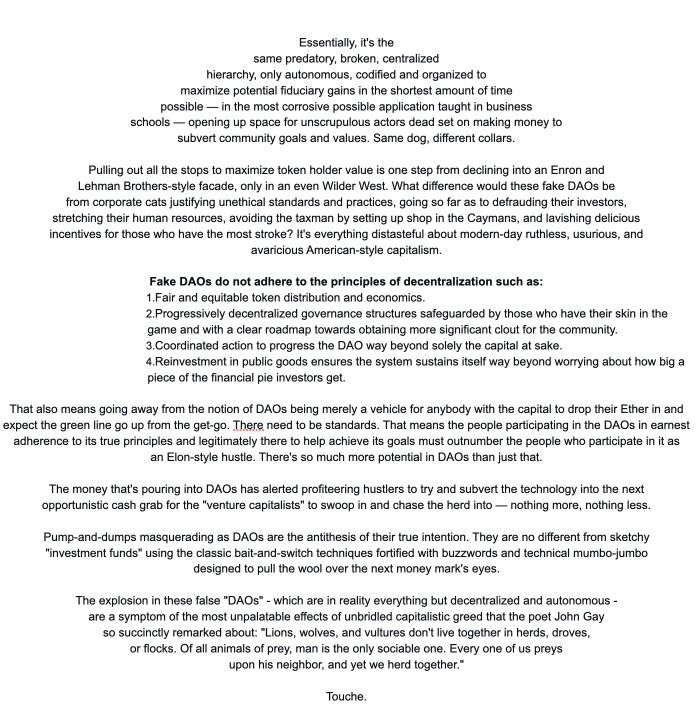 Essentially, it's the
same predatory, broken, centralized
hierarchy, only autonomous, codified and organized to
maximize potential fiduciary gains in the shortest amount of time
possible — in the most corrosive possible application taught in business
schools — opening up space for unscrupulous actors dead set on making money to
subvert community goals and values. Same dog, different collars.
Pulling out all the stops to maximize token holder value is one step from declining into an Enron and
Lehman Brothers-style facade, only in an even Wilder West. What difference would these fake DAOs be
from corporate cats justifying unethical standards and practices, going so far as to defrauding their investors,
stretching their human resources, avoiding the taxman by setting up shop in the Caymans, and lavishing delicious
incentives for those who have the most stroke? It's everything distasteful about modern-day ruthless, usurious, and
avaricious American-style capitalism.
Fake DAOs do not adhere to the principles of decentralization such as:
1.Fair and equitable token distribution and economics.
2.Progressively decentralized governance structures safeguarded by those who have their skin in the
game and with a clear roadmap towards obtaining more significant clout for the community.
3.Coordinated action to progress the DAO way beyond solely the capital at sake.
4.Reinvestment in public goods ensures the system sustains itself way beyond worrying about how big a
piece of the financial pie investors get.
That also means going away from the notion of DAOs being merely a vehicle for anybody with the capital to drop their Ether in and
expect the green line go up from the get-go. There need to be standards. That means the people participating in the DAOs in earnest
adherence to its true principles and legitimately there to help achieve its goals must outnumber the people who participate in it as
an Elon-style hustle. There's so much more potential in DAOs than just that.
The money that's pouring into DAOs has alerted profiteering hustlers to try and subvert the technology into the next
opportunistic cash grab for the "venture capitalists" to swoop in and chase the herd into — nothing more, nothing less.
Pump-and-dumps masquerading as DAOs are the antithesis of their true intention. They are no different from sketchy
"investment funds" using the classic bait-and-switch techniques fortified with buzzwords and technical mumbo-jumbo
designed to pull the wool over the next money mark's eyes.
The explosion in these false "DAOs" - which are in reality everything but decentralized and autonomous -
are a symptom of the most unpalatable effects of unbridled capitalistic greed that the poet John Gay
so succinctly remarked about: "Lions, wolves, and vultures don't live together in herds, droves,
or flocks. Of all animals of prey, man is the only sociable one. Every one of us preys
upon his neighbor, and yet we herd together."
Touche.